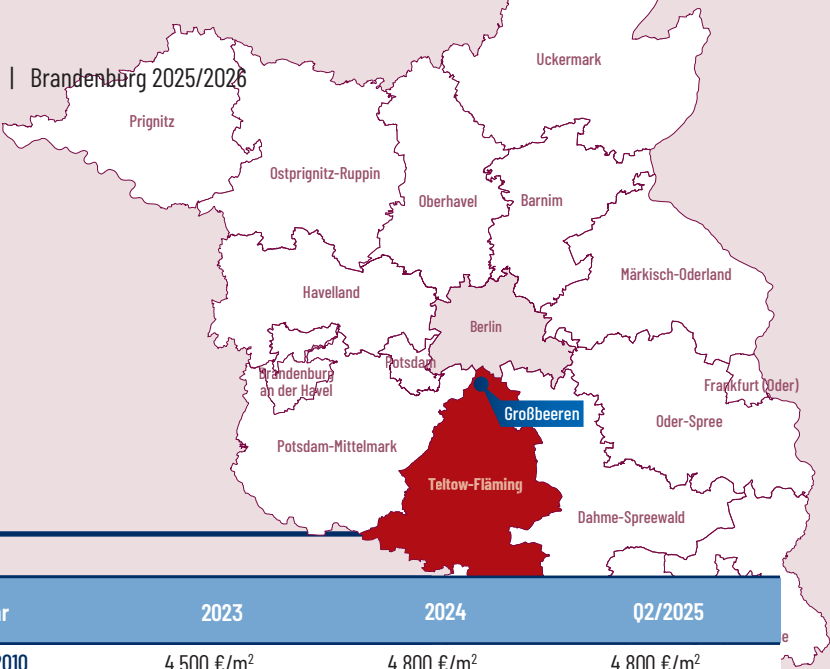 Uckermark
| Brandenburg 2025/2026
Prignitz
Ostprignitz-Ruppin
Oberhavel
Barnim
Märkisch-Oderland
Havelland
Berlin
Potsdam
Brandenburg
an der Havel
Frankfurt (Oder)
Großbeeren
Oder-Spree
Potsdam-Mittelmark
Teltow-Fläming
Dahme-Spreewald
r 2023 2024 Q2/2025
e
2010 4.500 €/m² 4.800 €/m² 4.800 €/m²